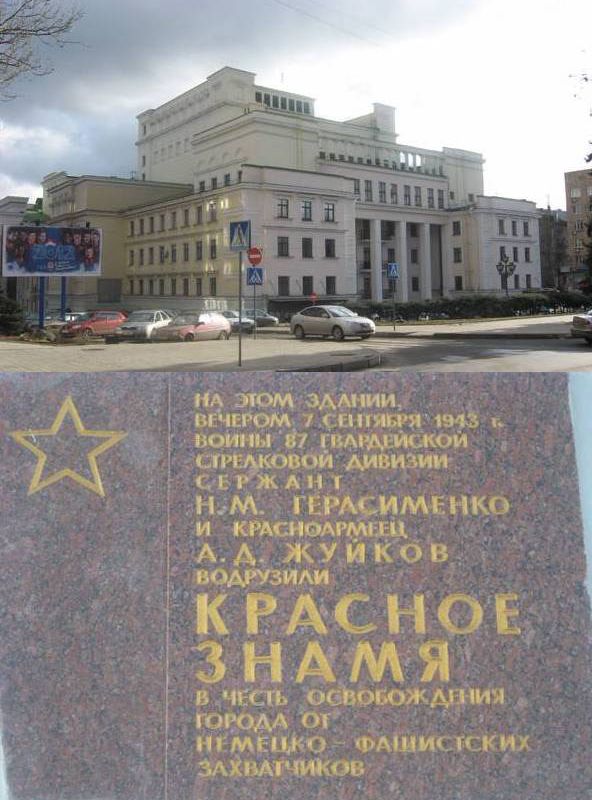 2012
НА ЭТОМ ЗДАНИИ,
ВЕЧЕРОМ 7 СЕНТЯБРЯ 1943 г.
ВОИНЫ 87 ГВАРДЕЙСКОЙ
СТРЕЛКОВОЙ ДИВИЗИИ
СЕРЖАНТ
Н.М. ГЕРАСИМЕНКО
И КРАСНОАРМЕЕЦ
А.Д. ЖУЙКОВ
ВОДРУЗИЛИ
КРАСНОЕ
ЗНАМЯ
В ЧЕСТЬ ОСВОБОЖДЕНИЯ
ГОРОДА ОТ
НЕМЕЦКО-ФАШИСТСКИХ
ЗАХВАТЧИКОВ